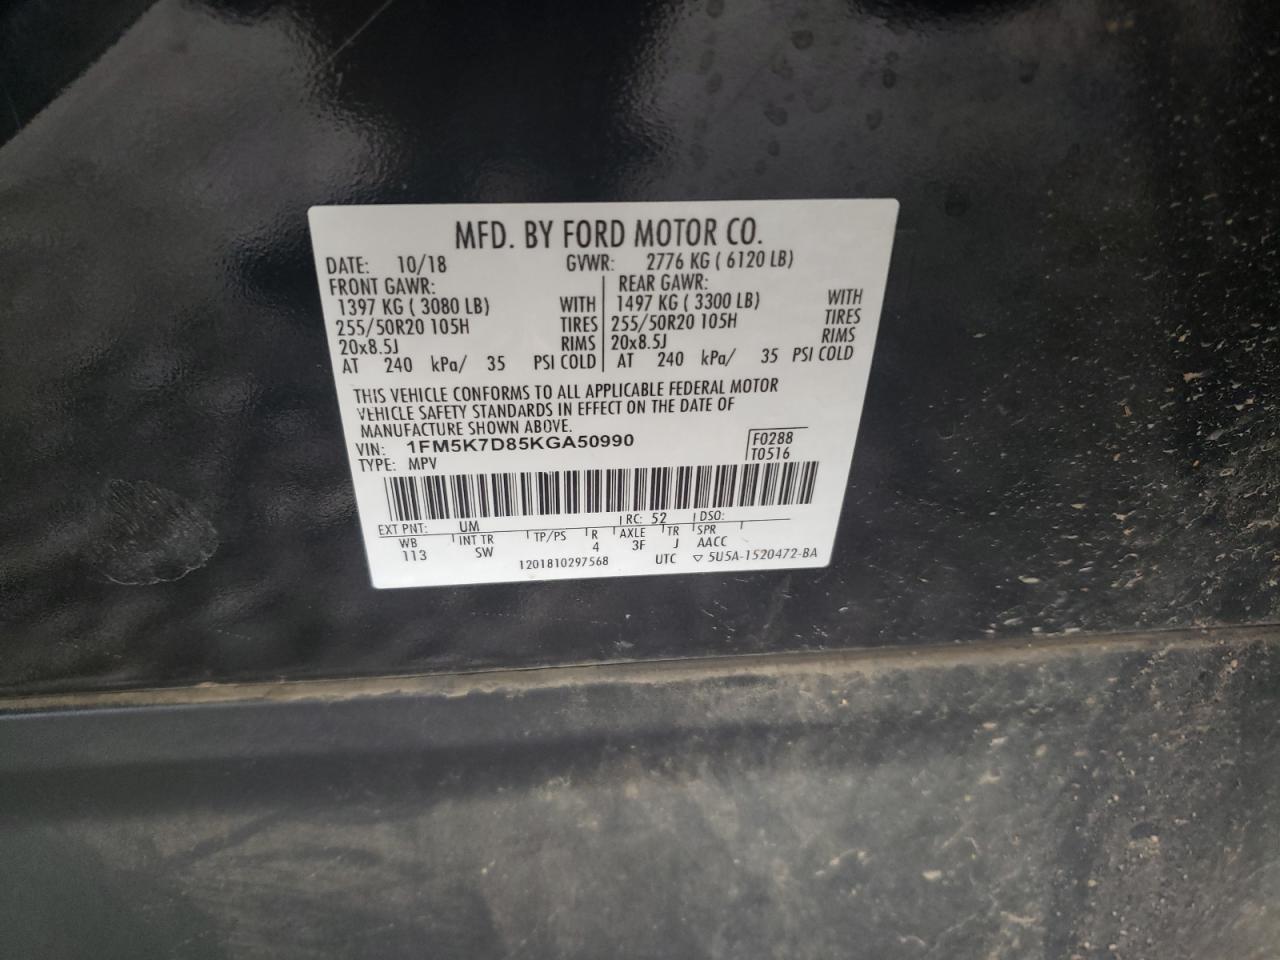 MFD. BY FORD MOTOR CO.
DATE: 10/18 GVWR: 2776 KG ( 6120 LB)
FRONT GAWR: REAR GAWR:
1397 KG ( 3080 LB) WITH 1497 KG ( 3300 LB) WITH
255/50R20 105H TIRES 255/50R20 105H TIRES
20x8.5J RIMS 20x8.5J RIMS
AT 240 kPa/ 35 PSI COLD AT 240 kPa/ 35 PSI COLD
THIS VEHICLE CONFORMS TO ALL APPLICABLE FEDERAL MOTOR
VEHICLE SAFETY STANDARDS IN EFFECT ON THE DATE OF
MANUFACTURE SHOWN ABOVE.
VIN: 1FM5K7D85KGA50990 F0288
TYPE: MPV T0516
EXT PNT: UM RC: 52 DSO:
WB INT TR TP/PS R AXLE TR SPR
113 SW 4 3F J AACC
1201810297568 UTC ▽ 5U5A-1520472-BA